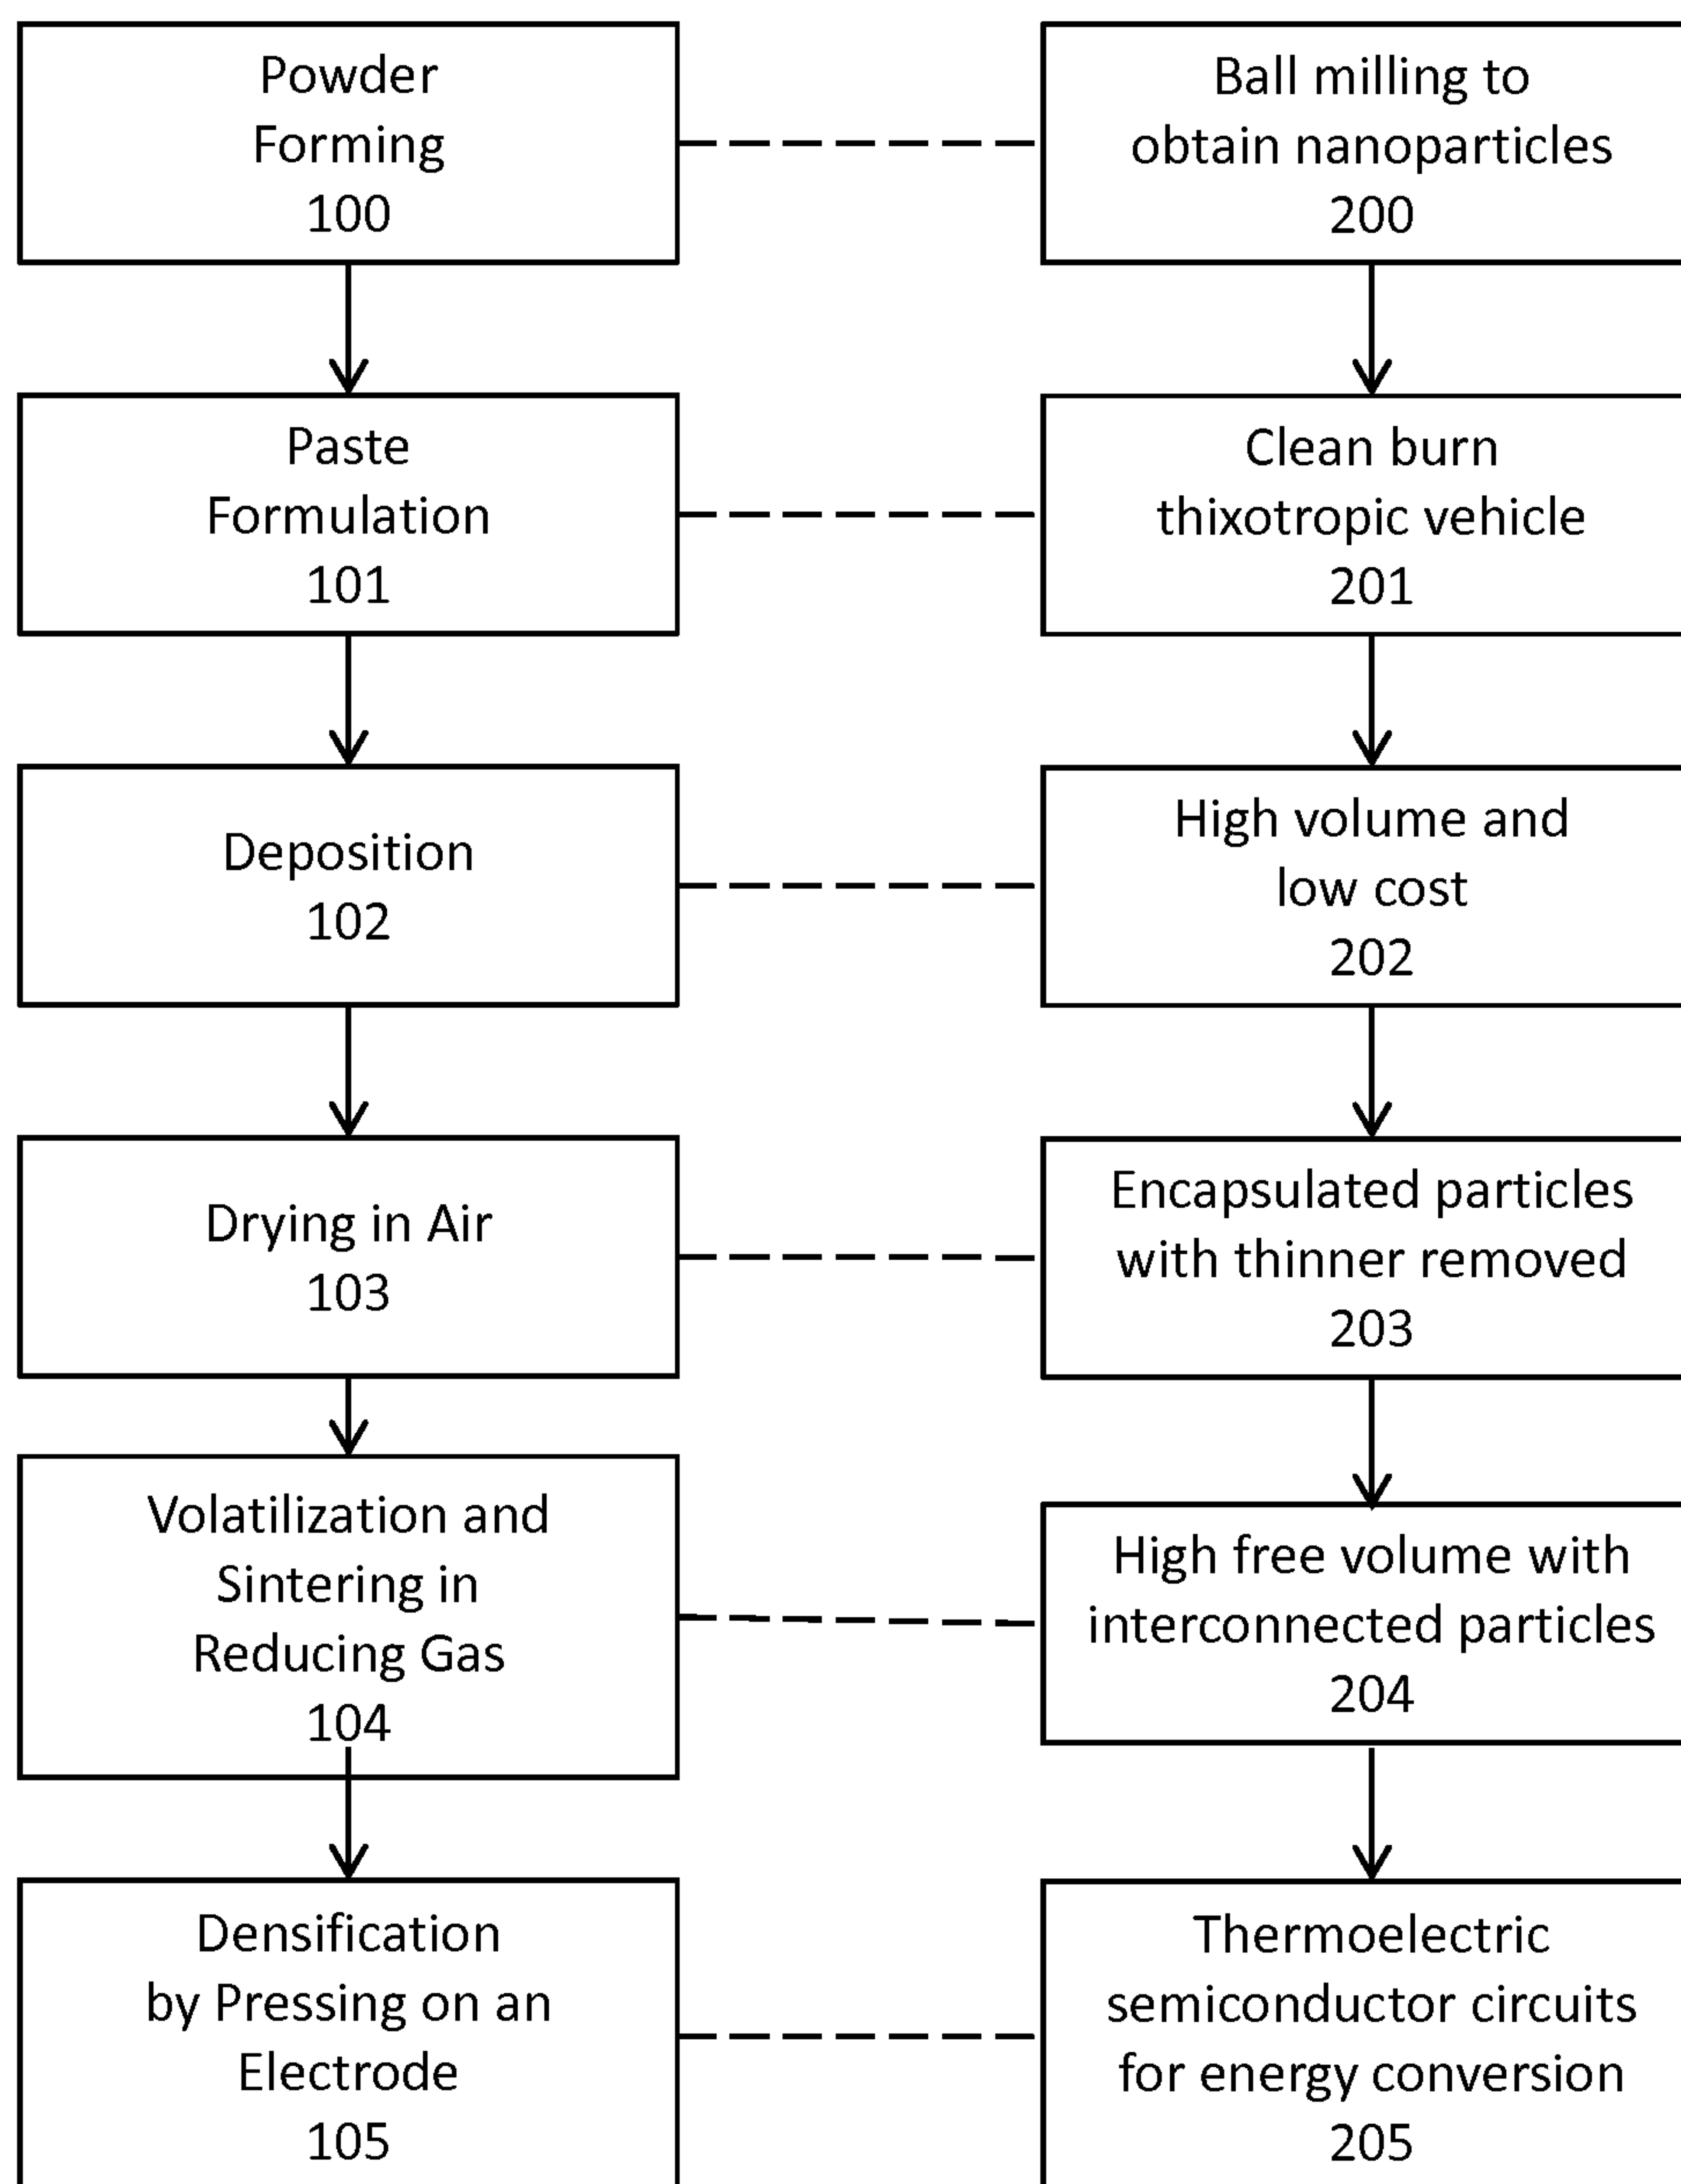 Powder
Forming
100
Ball milling to
obtain nanoparticles
200
Paste
Formulation
101
Clean burn
thixotropic vehicle
201
Deposition
102
High volume and
low cost
202
Drying in Air
103
Encapsulated particles
with thinner removed
203
Volatilization and
Sintering in
Reducing Gas
104
High free volume with
interconnected particles
204
Densification
by Pressing on an
Electrode
105
Thermoelectric
semiconductor circuits
for energy conversion
205